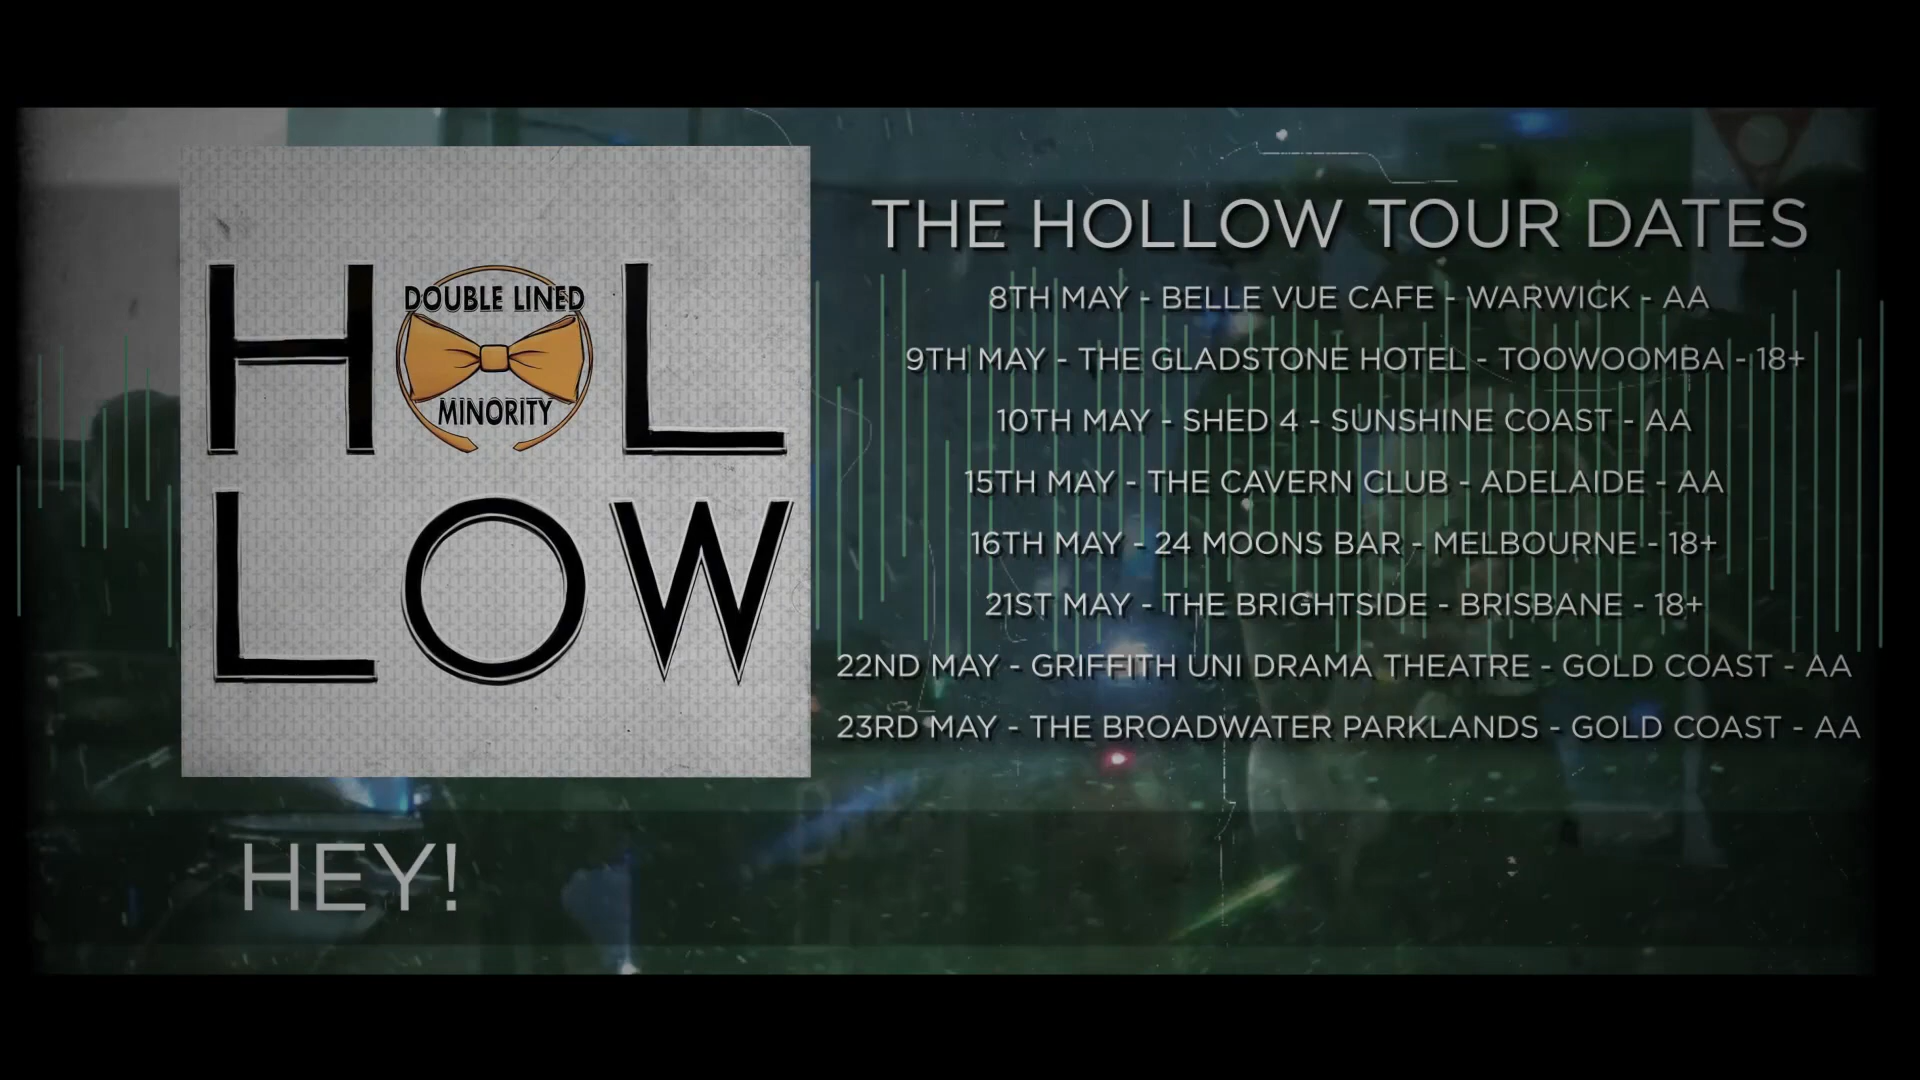 HOL
DOUBLE LINED
MINORITY
LOW
THE HOLLOW TOUR DATES
8TH MAY - BELLE VUE CAFE - WARWICK - AA
9TH MAY - THE GLADSTONE HOTEL - TOOWOOMBA - 18+
10TH MAY - SHED 4 - SUNSHINE COAST - AA
15TH MAY - THE CAVERN CLUB - ADELAIDE - AA
16TH MAY - 24 MOONS BAR - MELBOURNE - 18+
21ST MAY - THE BRIGHTSIDE - BRISBANE - 18+
22ND MAY - GRIFFITH UNI DRAMA THEATRE - GOLD COAST - AA
23RD MAY - THE BROADWATER PARKLANDS - GOLD COAST - AA
HEY!